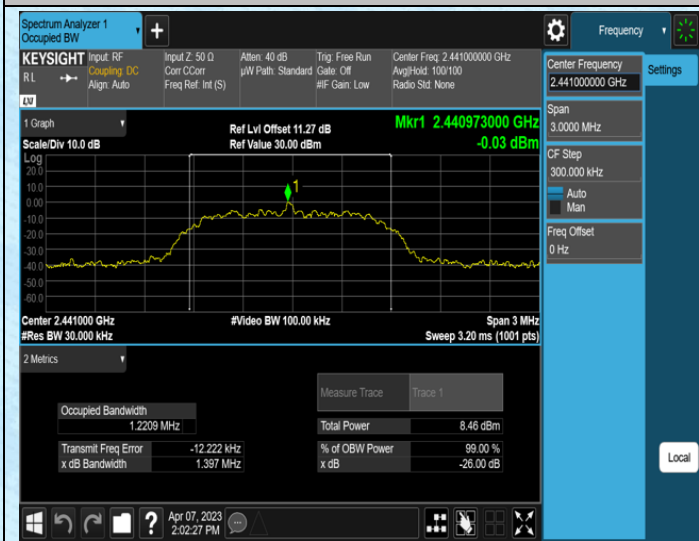 Spectrum Analyzer 1
Occupied BW
▼
+
Frequency
▼
KEYSIGHT
RL
LXI
Input: RF
Coupling: DC
Align: Auto
Input Z: 50 Ω
Corr CCorr
Freq Ref: Int (S)
Atten: 40 dB
µW Path: Standard
Trig: Free Run
Gate: Off
#IF Gain: Low
Center Freq: 2.441000000 GHz
Avg|Hold: 100/100
Radio Std: None
Center Frequency
2.441000000 GHz
Settings
Span
3.0000 MHz
CF Step
300.000 kHz
Auto
Man
Freq Offset
0 Hz
Local
1 Graph
▼
Scale/Div 10.0 dB
Ref Lvl Offset 11.27 dB
Ref Value 30.00 dBm
Mkr1 2.440973000 GHz
-0.03 dBm
Log
20.0
10.0
0.00
-10.0
-20.0
-30.0
-40.0
-50.0
-60.0
1
Center 2.441000 GHz
#Res BW 30.000 kHz
#Video BW 100.00 kHz
Span 3 MHz
Sweep 3.20 ms (1001 pts)
2 Metrics
▼
Measure Trace Trace 1
Occupied Bandwidth
1.2209 MHz
Total Power 8.46 dBm
Transmit Freq Error -12.222 kHz
% of OBW Power 99.00 %
x dB Bandwidth 1.397 MHz
x dB -26.00 dB
?
Apr 07, 2023
2:02:27 PM